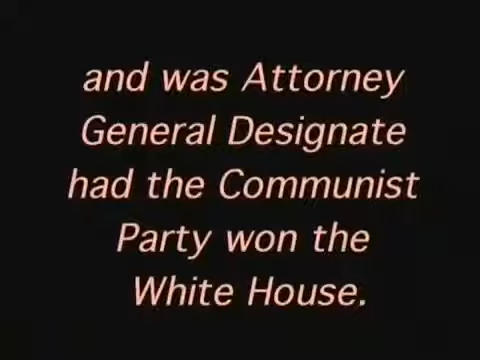 and was Attorney
General Designate
had the Communist
Party won the
White House.